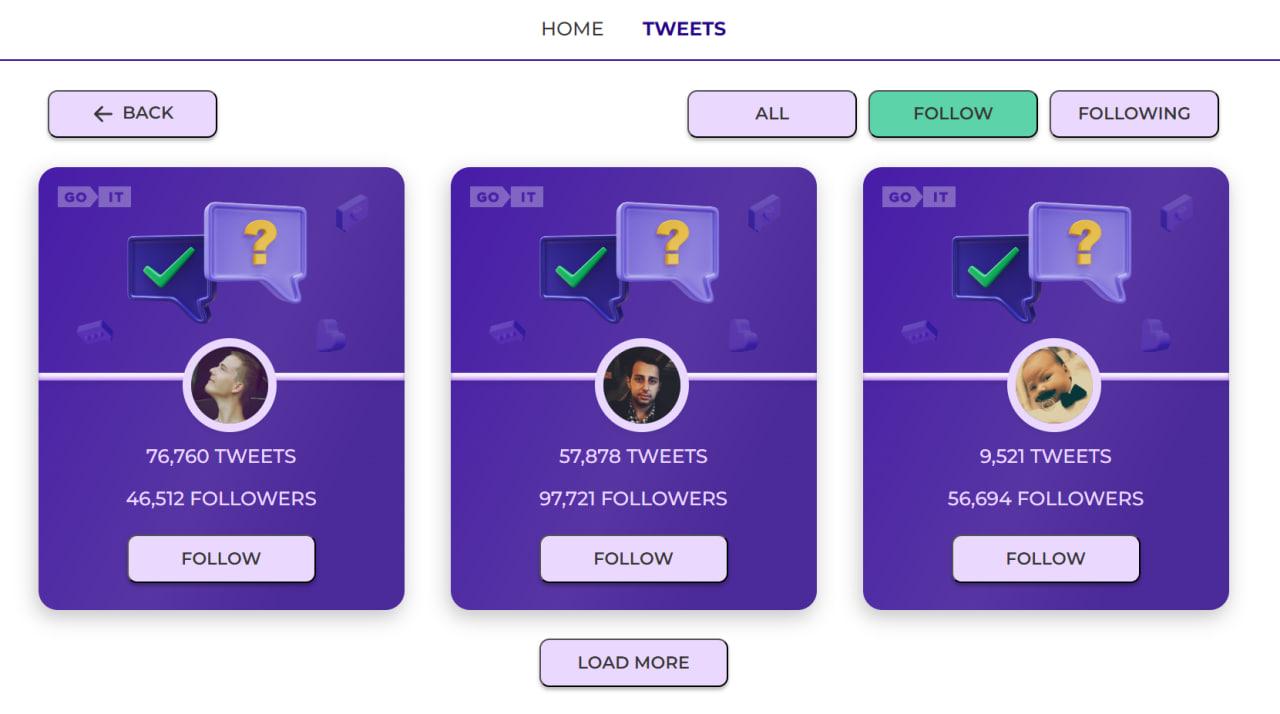 HOME TWEETS
BACK ALL FOLLOW FOLLOWING
GO IT GO IT GO IT
? ? ?
76,760 TWEETS 57,878 TWEETS 9,521 TWEETS
46,512 FOLLOWERS 97,721 FOLLOWERS 56,694 FOLLOWERS
FOLLOW FOLLOW FOLLOW
LOAD MORE